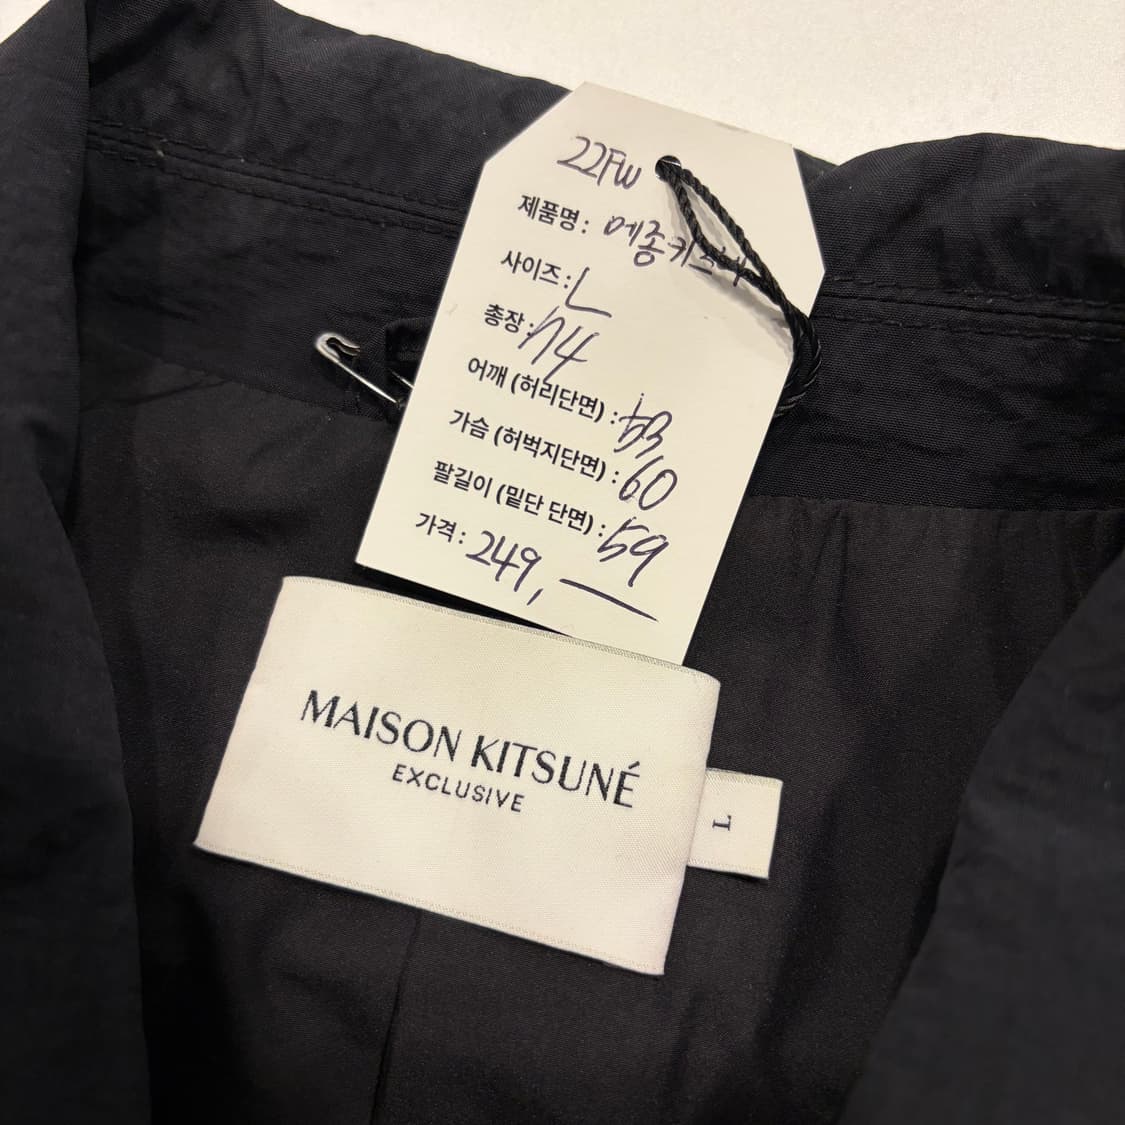 22FW
제품명 : 메종키츠네
사이즈 : L
총장 : 74
어깨 (허리단면) : 53
가슴 (허벅지단면) : 60
팔길이 (밑단 단면) : 59
가격 : 249,—
MAISON KITSUNÉ
EXCLUSIVE
L